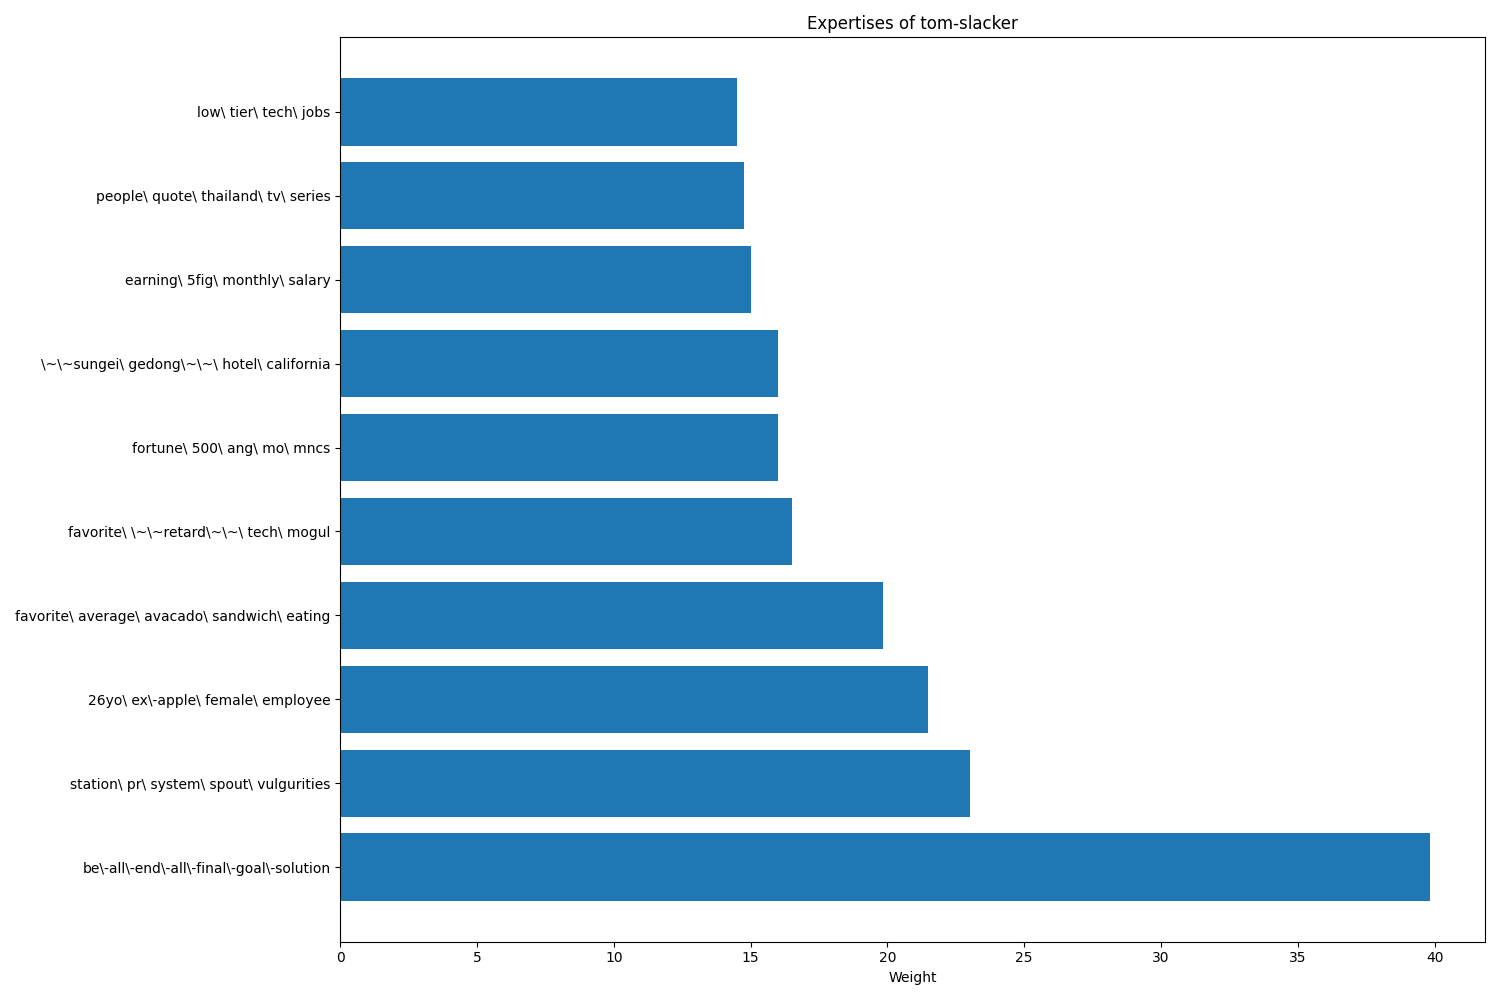 Expertises of tom-slacker
low\ tier\ tech\ jobs
people\ quote\ thailand\ tv\ series
earning\ 5fig\ monthly\ salary
\~\~sungei\ gedong\~\~\ hotel\ california
fortune\ 500\ ang\ mo\ mncs
favorite\ \~\~retard\~\~\ tech\ mogul
favorite\ average\ avacado\ sandwich\ eating
26yo\ ex\-apple\ female\ employee
station\ pr\ system\ spout\ vulgurities
be\-all\-end\-all\-final\-goal\-solution
0 5 10 15 20 25 30 35 40
Weight